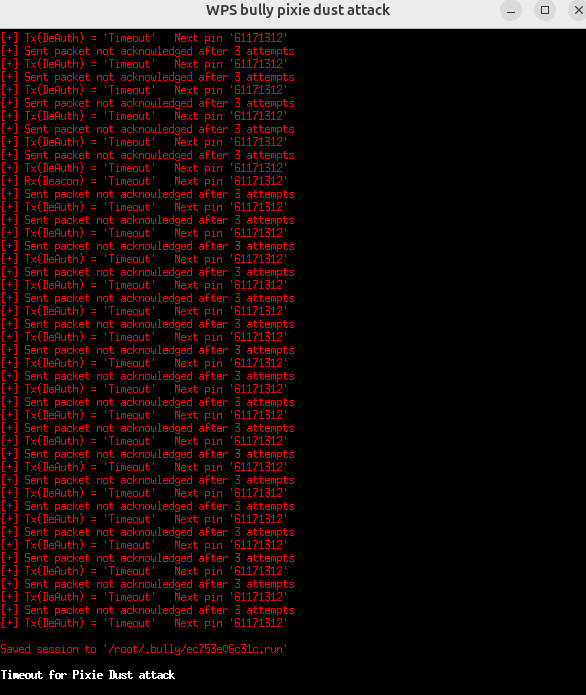 WPS bully pixie dust attack
[+] Tx(DeAuth) = 'Timeout' Next pin '61171312'
[+] Sent packet not acknowledged after 3 attempts
[+] Tx(DeAuth) = 'Timeout' Next pin '61171312'
[+] Sent packet not acknowledged after 3 attempts
[+] Tx(DeAuth) = 'Timeout' Next pin '61171312'
[+] Sent packet not acknowledged after 3 attempts
[+] Tx(DeAuth) = 'Timeout' Next pin '61171312'
[+] Sent packet not acknowledged after 3 attempts
[+] Tx(DeAuth) = 'Timeout' Next pin '61171312'
[+] Sent packet not acknowledged after 3 attempts
[+] Tx(DeAuth) = 'Timeout' Next pin '61171312'
[+] Rx(Beacon) = 'Timeout' Next pin '61171312'
[+] Sent packet not acknowledged after 3 attempts
[+] Tx(DeAuth) = 'Timeout' Next pin '61171312'
[+] Sent packet not acknowledged after 3 attempts
[+] Tx(DeAuth) = 'Timeout' Next pin '61171312'
[+] Sent packet not acknowledged after 3 attempts
[+] Tx(DeAuth) = 'Timeout' Next pin '61171312'
[+] Sent packet not acknowledged after 3 attempts
[+] Tx(DeAuth) = 'Timeout' Next pin '61171312'
[+] Sent packet not acknowledged after 3 attempts
[+] Tx(DeAuth) = 'Timeout' Next pin '61171312'
[+] Sent packet not acknowledged after 3 attempts
[+] Tx(DeAuth) = 'Timeout' Next pin '61171312'
[+] Sent packet not acknowledged after 3 attempts
[+] Tx(DeAuth) = 'Timeout' Next pin '61171312'
[+] Sent packet not acknowledged after 3 attempts
[+] Tx(DeAuth) = 'Timeout' Next pin '61171312'
[+] Sent packet not acknowledged after 3 attempts
[+] Tx(DeAuth) = 'Timeout' Next pin '61171312'
[+] Sent packet not acknowledged after 3 attempts
[+] Tx(DeAuth) = 'Timeout' Next pin '61171312'
[+] Sent packet not acknowledged after 3 attempts
[+] Tx(DeAuth) = 'Timeout' Next pin '61171312'
[+] Sent packet not acknowledged after 3 attempts
[+] Tx(DeAuth) = 'Timeout' Next pin '61171312'
[+] Sent packet not acknowledged after 3 attempts
[+] Tx(DeAuth) = 'Timeout' Next pin '61171312'
[+] Sent packet not acknowledged after 3 attempts
[+] Tx(DeAuth) = 'Timeout' Next pin '61171312'
[+] Sent packet not acknowledged after 3 attempts
[+] Tx(DeAuth) = 'Timeout' Next pin '61171312'
[+] Sent packet not acknowledged after 3 attempts
[+] Tx(DeAuth) = 'Timeout' Next pin '61171312'
[+] Sent packet not acknowledged after 3 attempts
[+] Tx(DeAuth) = 'Timeout' Next pin '61171312'
Saved session to '/root/.bully/ec753e06c31c.run'
Timeout for Pixie Dust attack